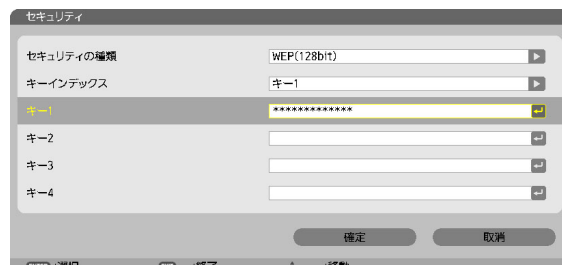 セキュリティ
セキュリティの種類 WEP(128bit)
キーインデックス キー1
キー1 *************
キー2
キー3
キー4
確定 取消